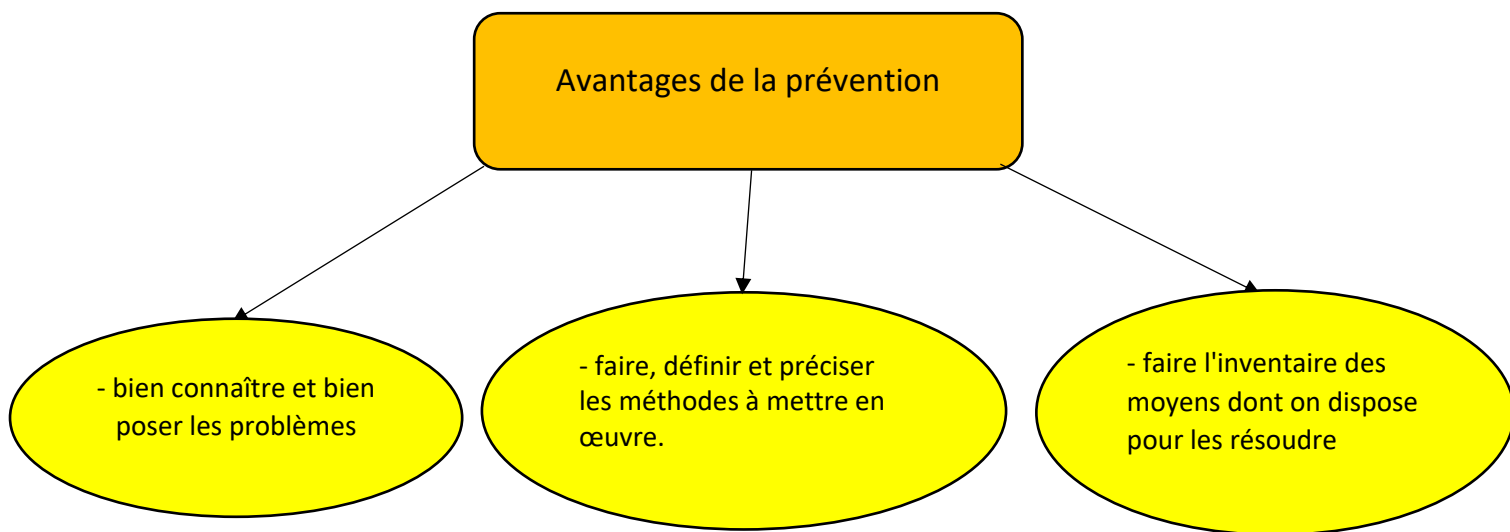 Avantages de la prévention
- bien connaître et bien
poser les problèmes
- faire, définir et préciser
les méthodes à mettre en
œuvre.
- faire l'inventaire des
moyens dont on dispose
pour les résoudre